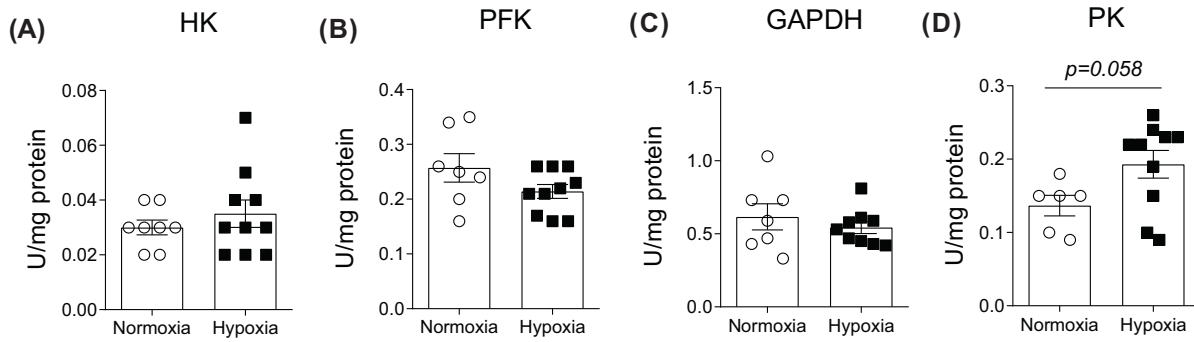 (A) HK
U/mg protein
0.08
0.06
0.04
0.02
0.00
Normoxia Hypoxia
(B) PFK
U/mg protein
0.4
0.3
0.2
0.1
0.0
Normoxia Hypoxia
(C) GAPDH
U/mg protein
1.5
1.0
0.5
0.0
Normoxia Hypoxia
(D) PK
p=0.058
U/mg protein
0.3
0.2
0.1
0.0
Normoxia Hypoxia